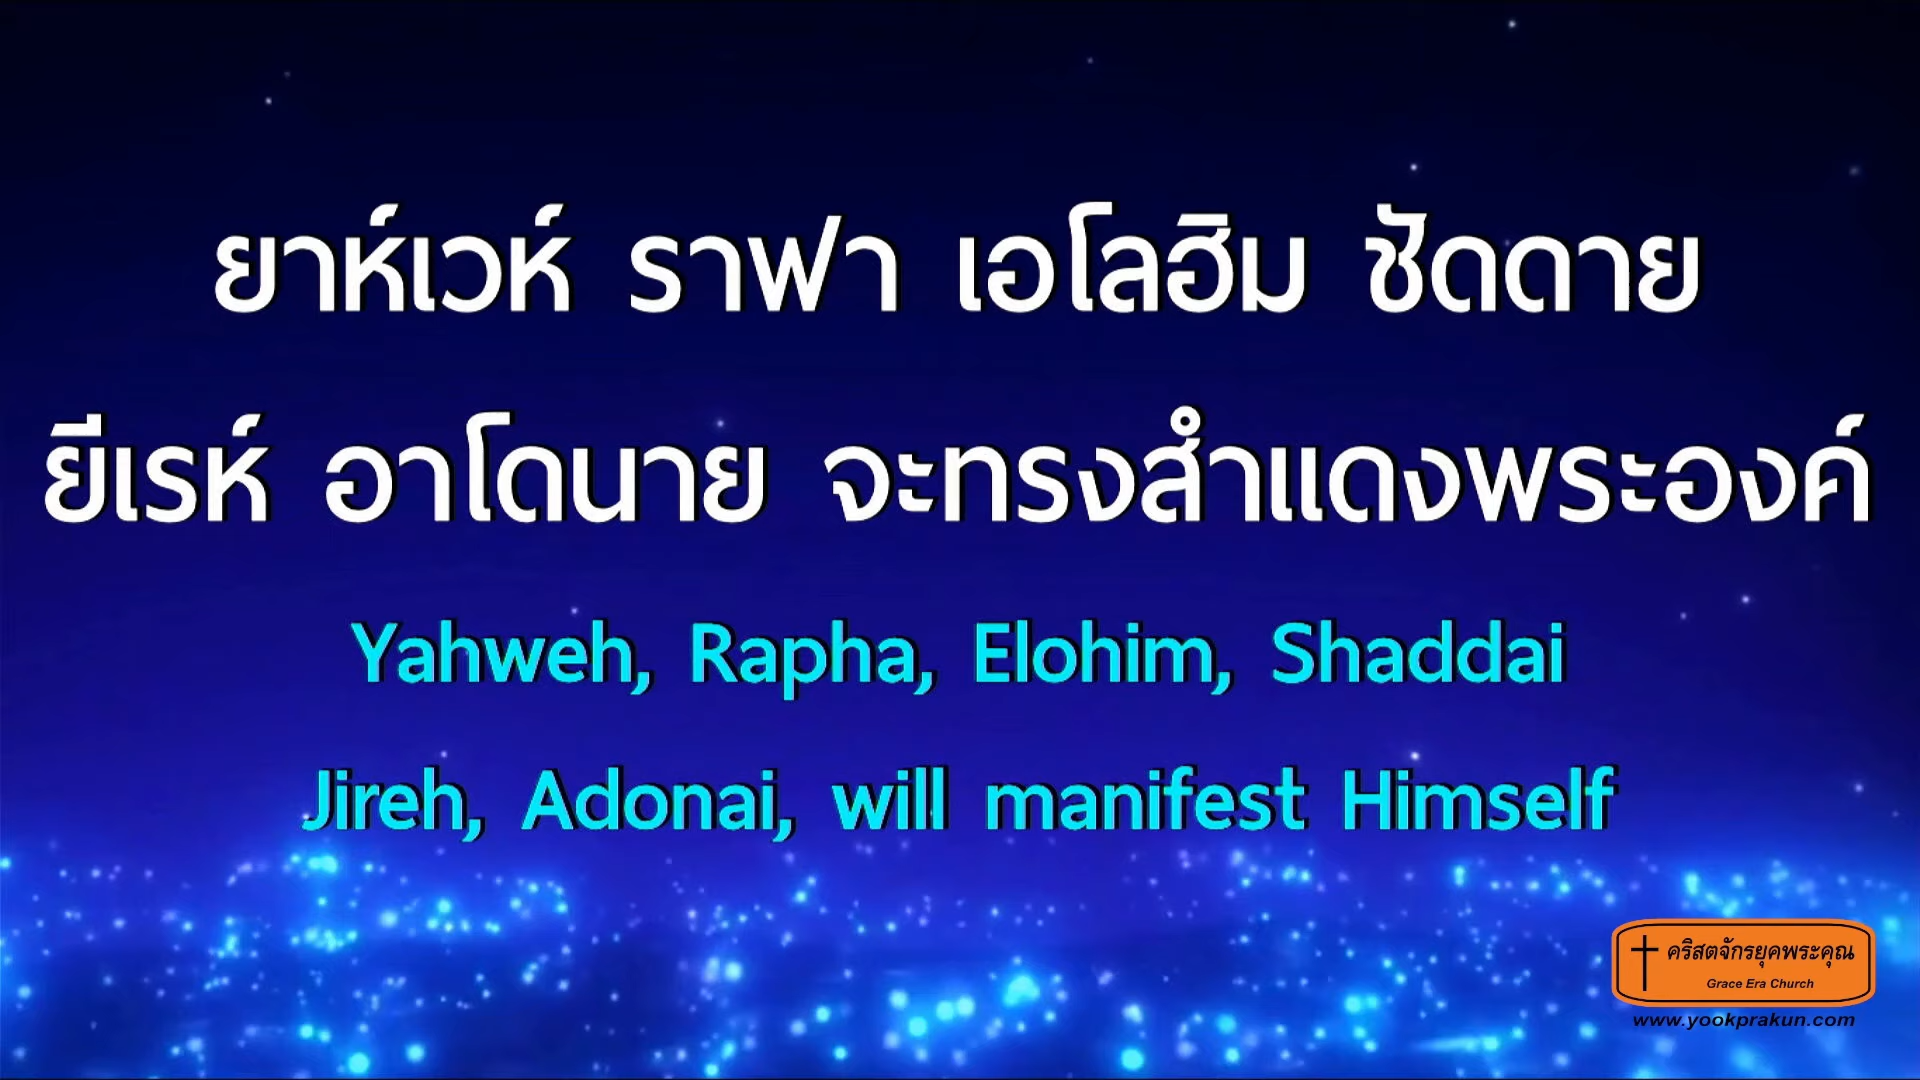 ยาห์เวห์ ราฟา เอโลฮิม ชัดดาย
ยีเรห์ อาโดนาย จะทรงสำแดงพระองค์
Yahweh, Rapha, Elohim, Shaddai
Jireh, Adonai, will manifest Himself
คริสตจักรยุคพระคุณ
Grace Era Church
www.yookprakun.com